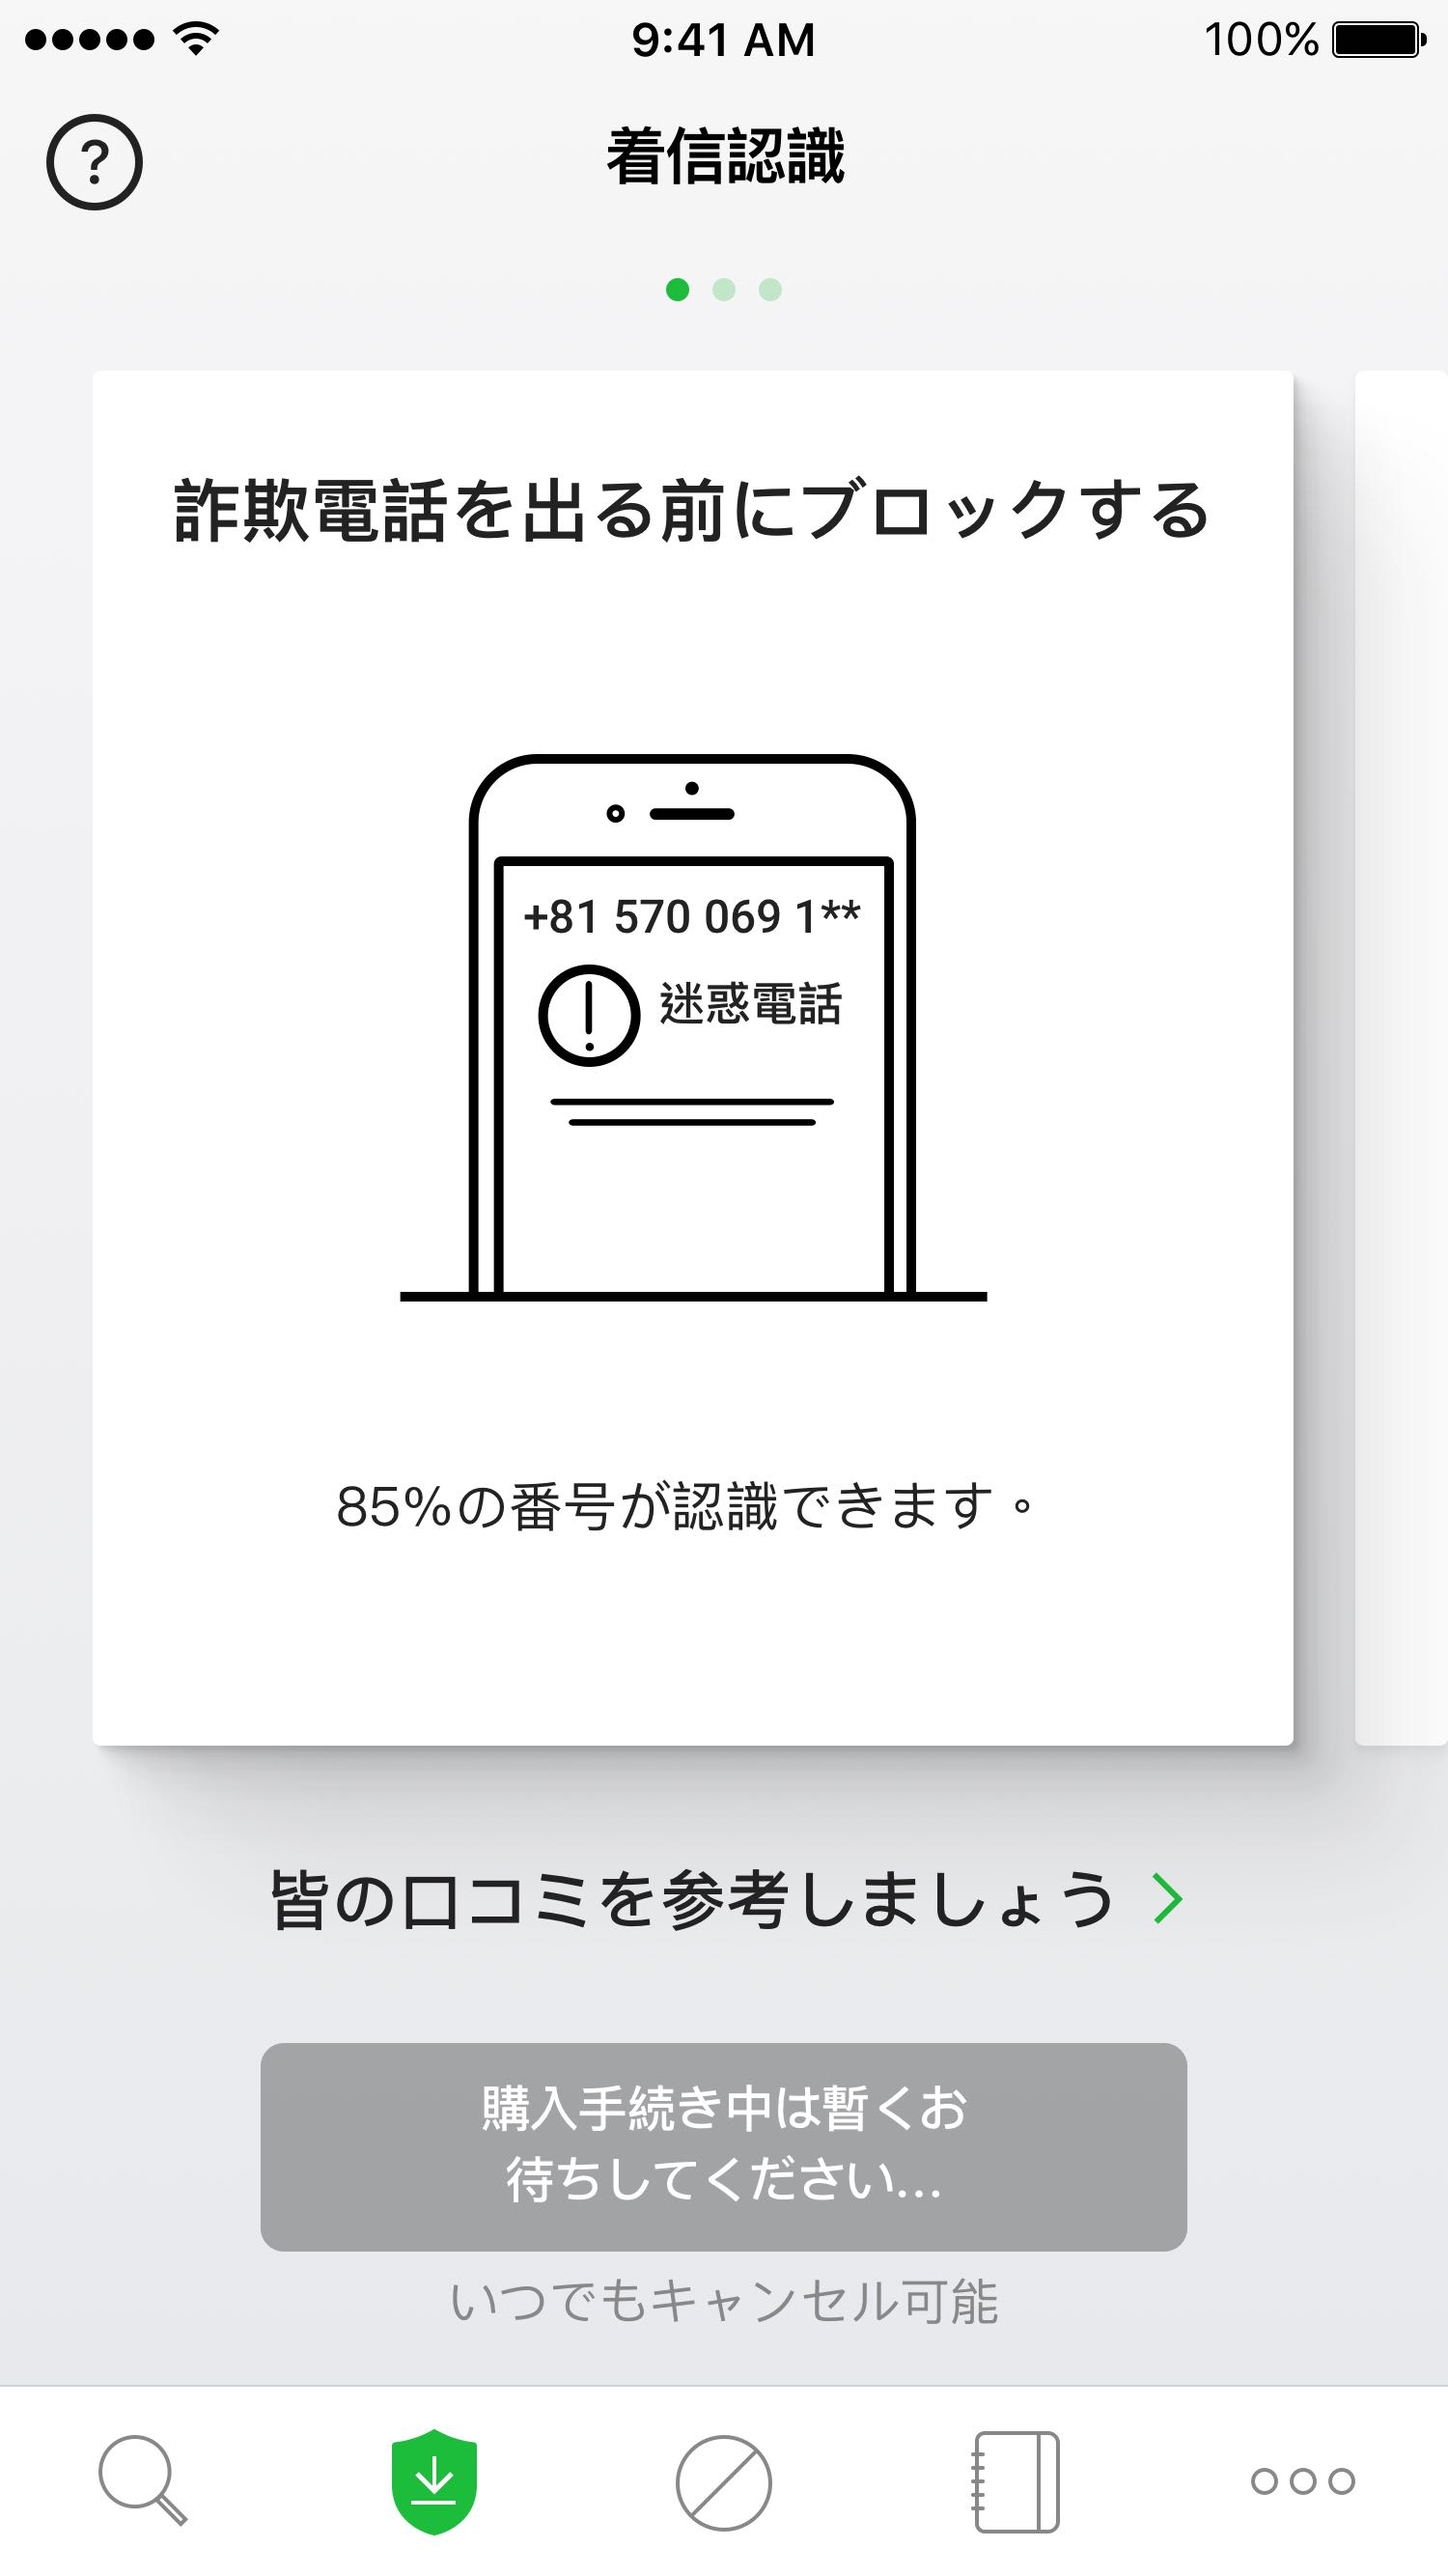 9:41 AM
100%
?
着信認識
詐欺電話を出る前にブロックする
+81 570 069 1**
迷惑電話
85%の番号が認識できます。
皆の口コミを参考しましょう
購入手続き中は暫くお
待ちしてください...
いつでもキャンセル可能